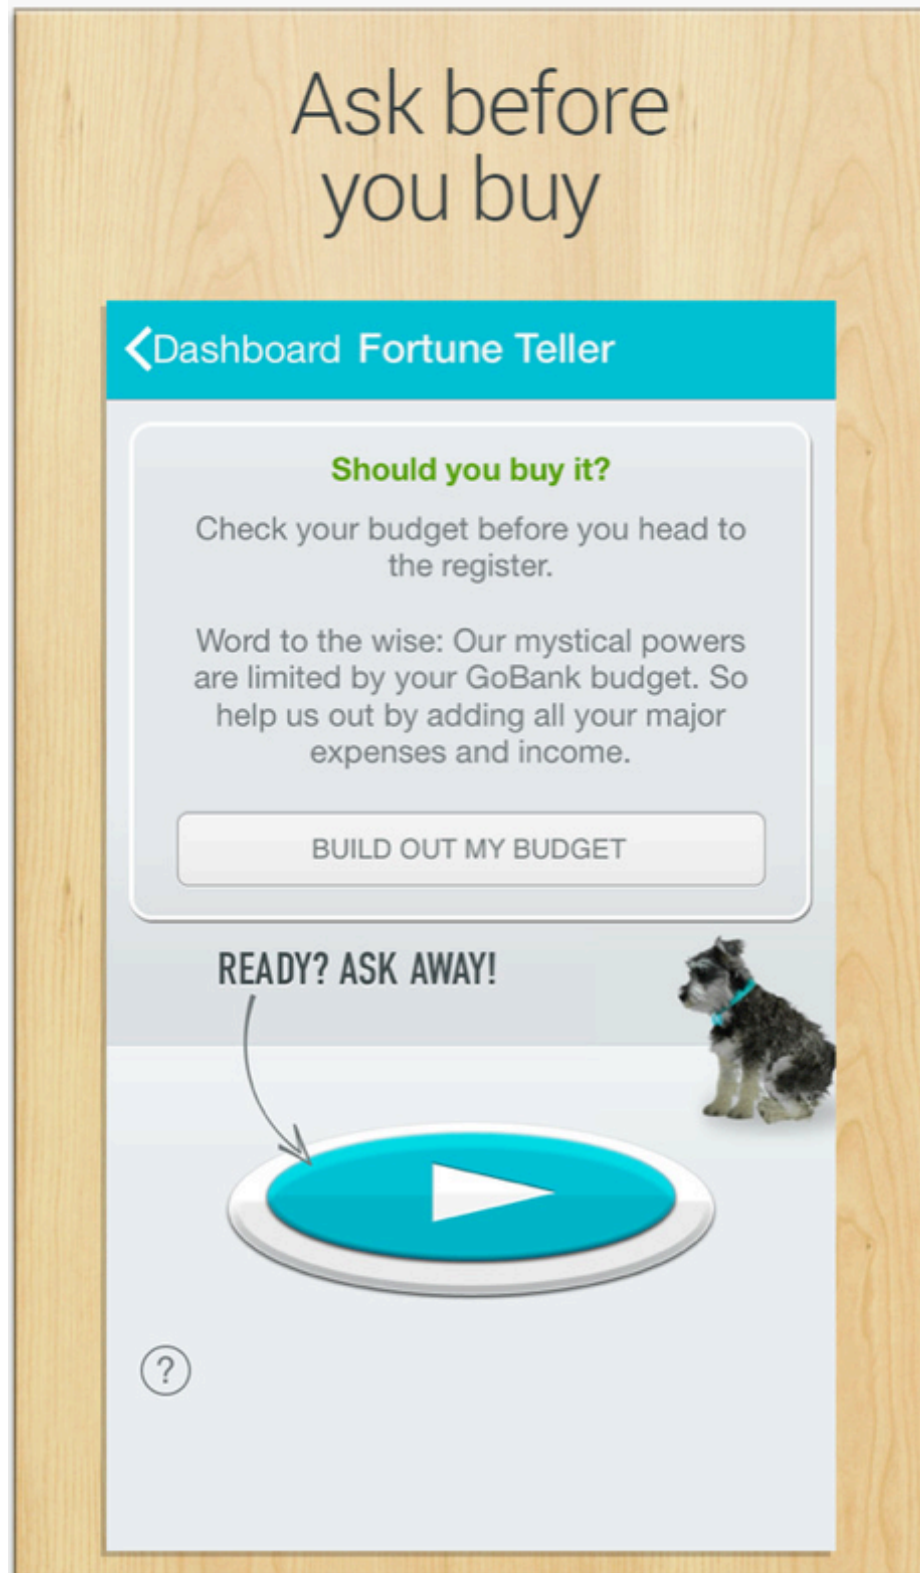 Ask before
you buy
Dashboard Fortune Teller
Should you buy it?
Check your budget before you head to
the register.
Word to the wise: Our mystical powers
are limited by your GoBank budget. So
help us out by adding all your major
expenses and income.
BUILD OUT MY BUDGET
READY? ASK AWAY!
?